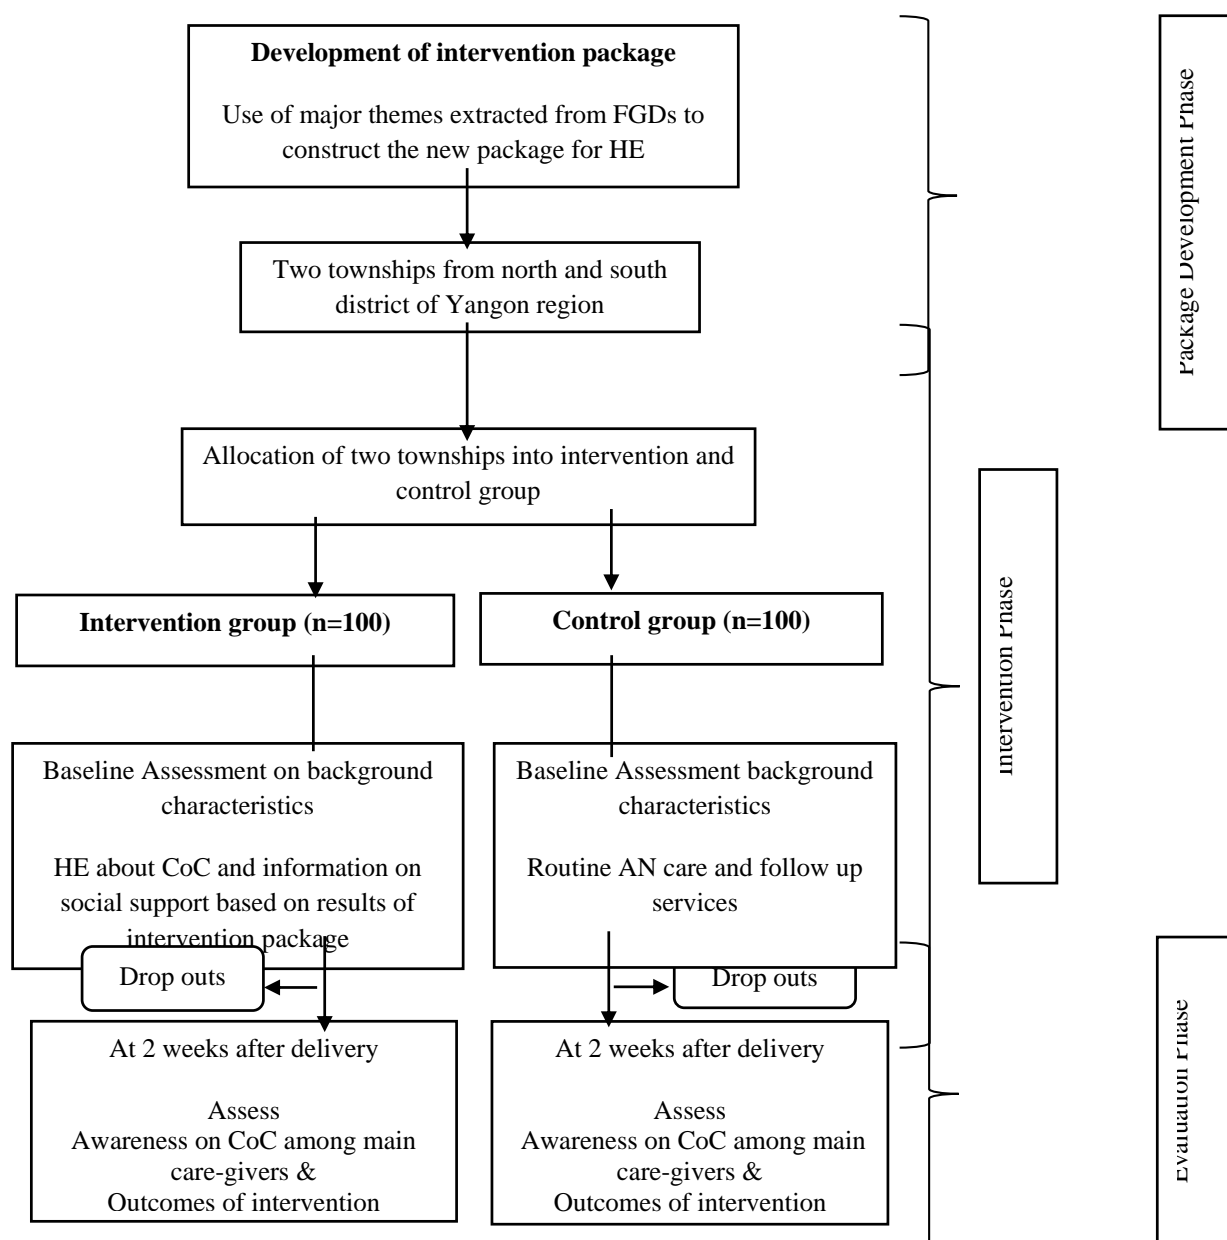 Development of intervention package
Use of major themes extracted from FGDs to
construct the new package for HE
Two townships from north and south
district of Yangon region
Allocation of two townships into intervention and
control group
Intervention group (n=100)
Control group (n=100)
Baseline Assessment on background
characteristics
HE about CoC and information on
social support based on results of
intervention package
Baseline Assessment background
characteristics
Routine AN care and follow up
services
Drop outs
Drop outs
At 2 weeks after delivery
Assess
Awareness on CoC among main
care-givers &
Outcomes of intervention
At 2 weeks after delivery
Assess
Awareness on CoC among main
care-givers &
Outcomes of intervention
Package Development Phase
Intervention Phase
Evaluation Phase